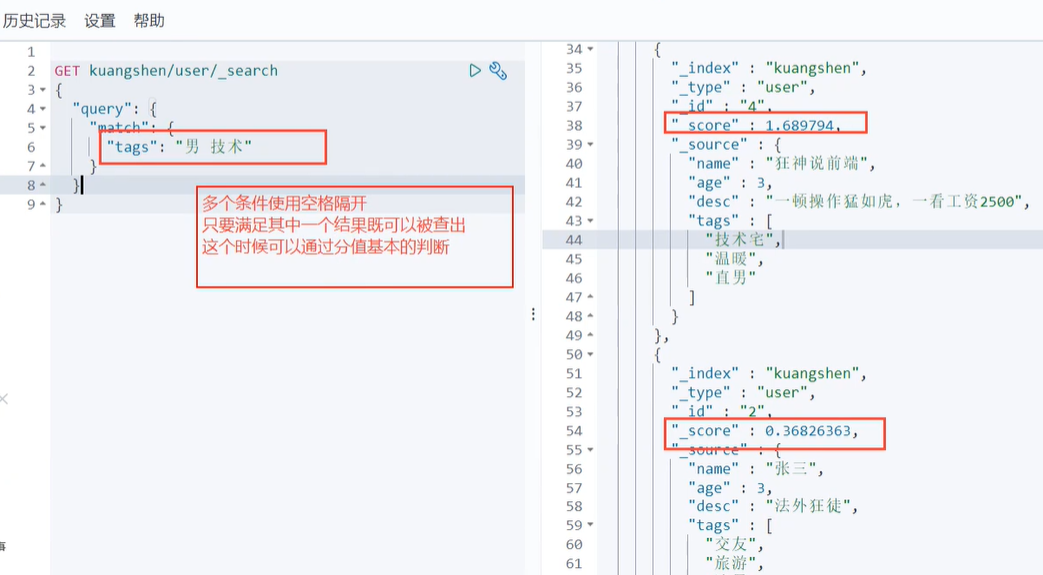 历史记录 设置 帮助
1
2 GET kuangshen/user/_search
3 {
4 "query": {
5 "match": {
6 "tags": "男 技术"
7 }
8 }
9 }
多个条件使用空格隔开
只要满足其中一个结果既可以被查出
这个时候可以通过分值基本的判断
34 {
35 "_index" : "kuangshen",
36 "_type" : "user",
37 "_id" : "4",
38 "_score" : 1.689794,
39 "_source" : {
40 "name" : "狂神说前端",
41 "age" : 3,
42 "desc" : "一顿操作猛如虎，一看工资2500",
43 "tags" : [
44 "技术宅",
45 "温暖",
46 "直男"
47 ]
48 }
49 },
50 {
51 "_index" : "kuangshen",
52 "_type" : "user",
53 "_id" : "2",
54 "_score" : 0.36826363,
55 "_source" : {
56 "name" : "张三",
57 "age" : 3,
58 "desc" : "法外狂徒",
59 "tags" : [
60 "交友",
61 "旅游",